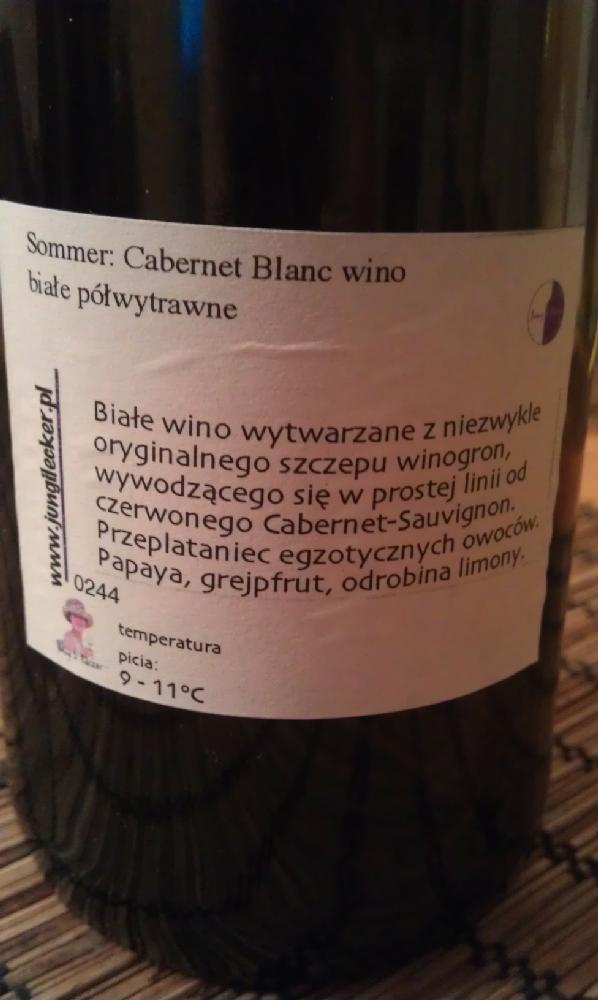 Sommer: Cabernet Blanc wino
białe półwytrawne
Białe wino wytwarzane z niezwykle
oryginalnego szczepu winogron,
wywodzącego się w prostej linii od
czerwonego Cabernet-Sauvignon.
Przeplataniec egzotycznych owoców.
Papaya, grejpfrut, odrobina limony.
www.jungilecker.pl
0244
temperatura
picia:
9 - 11°C